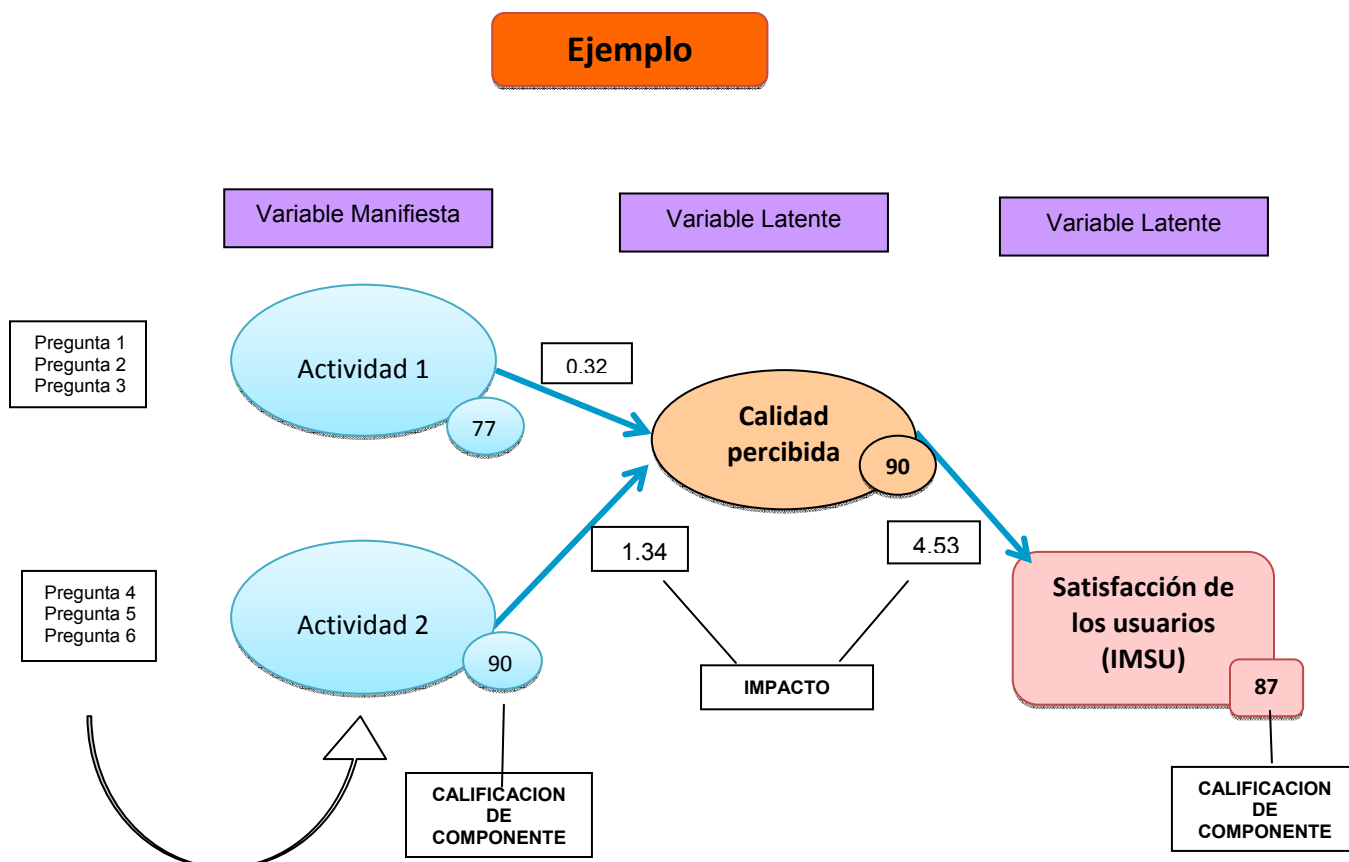 Ejemplo
Variable Manifiesta
Variable Latente
Variable Latente
Pregunta 1
Pregunta 2
Pregunta 3
Actividad 1
77
0.32
Calidad
percibida
90
Pregunta 4
Pregunta 5
Pregunta 6
Actividad 2
90
1.34
4.53
IMPACTO
Satisfacción de
los usuarios
(IMSU)
87
CALIFICACION
DE
COMPONENTE
CALIFICACION
DE
COMPONENTE